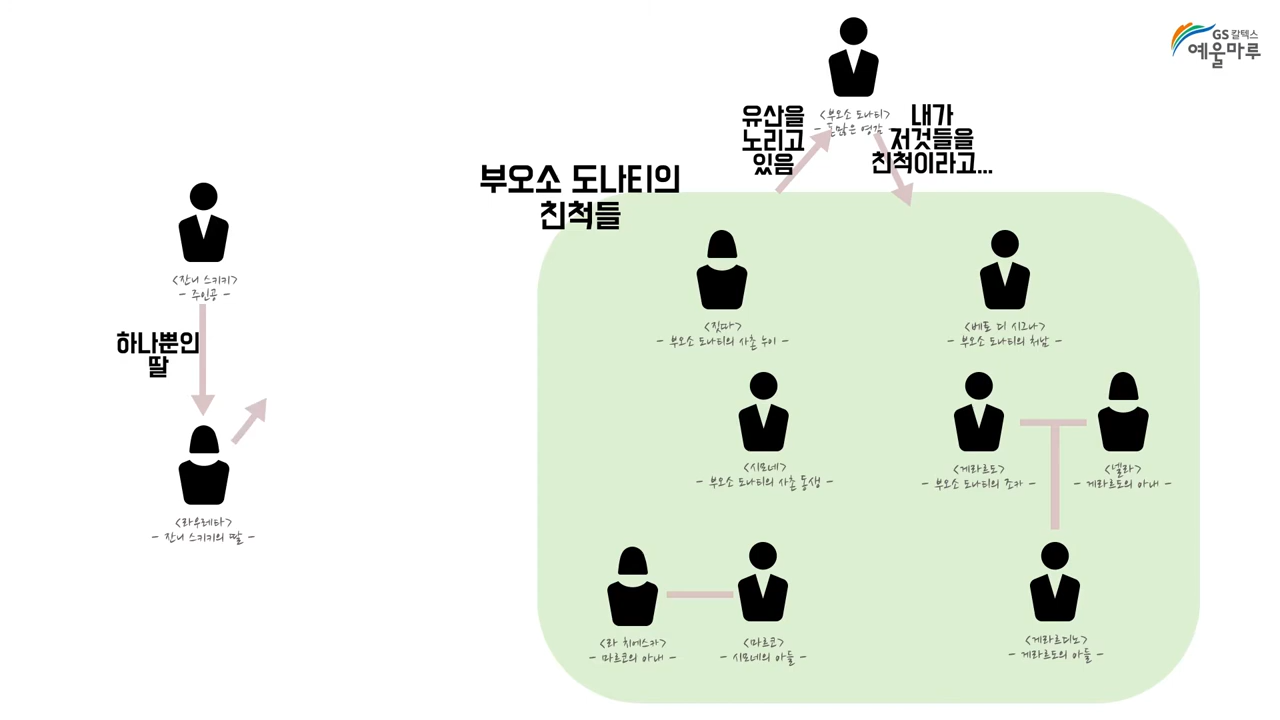 GS칼텍스
예울마루
<부오소 도나티>
- 돈많은 영감 -
유산을
노리고
있음
내가
저것들을
친척이라고...
부오소 도나티의
친척들
<잔니 스키키>
- 주인공 -
하나뿐인
딸
<라우레타>
- 잔니 스키키의 딸 -
<짓따>
- 부오소 도나티의 사촌 누이 -
<베토 디 시그나>
- 부오소 도나티의 처남 -
<시모네>
- 부오소 도나티의 사촌 동생 -
<게라르도>
- 부오소 도나티의 조카 -
<넬라>
- 게라르도의 아내 -
<라 치에스카>
- 마르코의 아내 -
<마르코>
- 시모네의 아들 -
<게라르디노>
- 게라르도의 아들 -